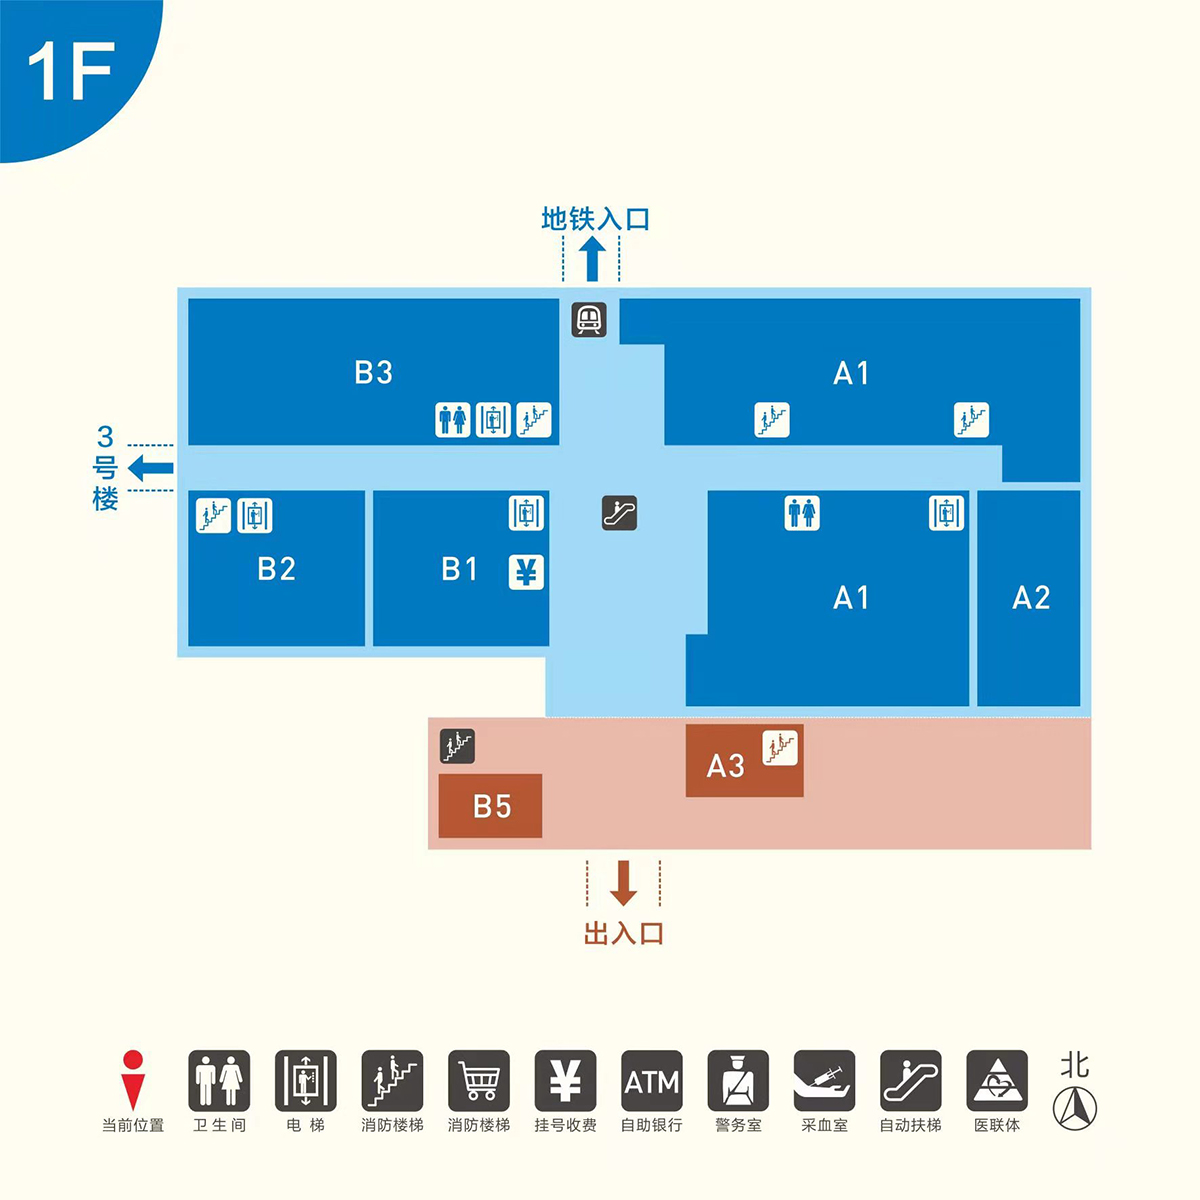 1F
地铁入口
B3
A1
3号楼
B2
B1
¥
A1
A2
A3
B5
出入口
ATM
¥
北
当前位置
卫生间
电梯
消防楼梯
消防楼梯
挂号收费
自助银行
警务室
采血室
自动扶梯
医联体